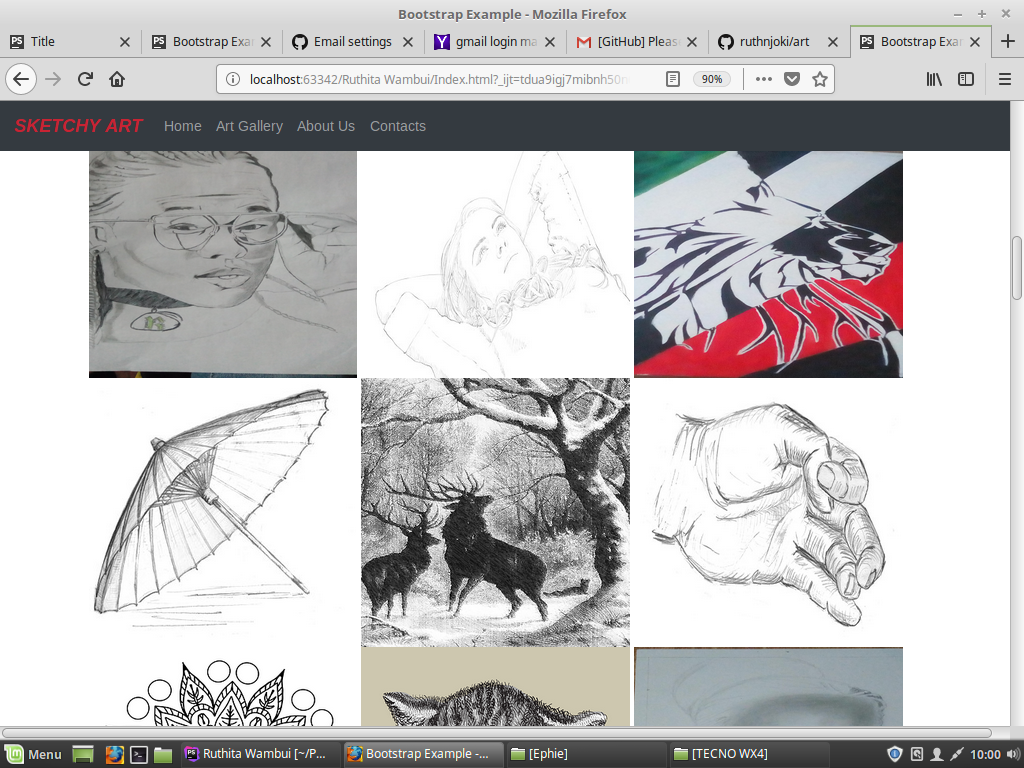 Bootstrap Example - Mozilla Firefox
Title
Bootstrap Exa
Email settings
gmail login ma
[GitHub] Pleas
ruthnjoki/art
Bootstrap Exa
localhost:63342/Ruthita Wambui/Index.html?_ijt=tdua9igj7mibnh50
90%
SKETCHY ART
Home
Art Gallery
About Us
Contacts
Menu
Ruthita Wambui [~/P...
Bootstrap Example -...
[Ephie]
[TECNO WX4]
10:00